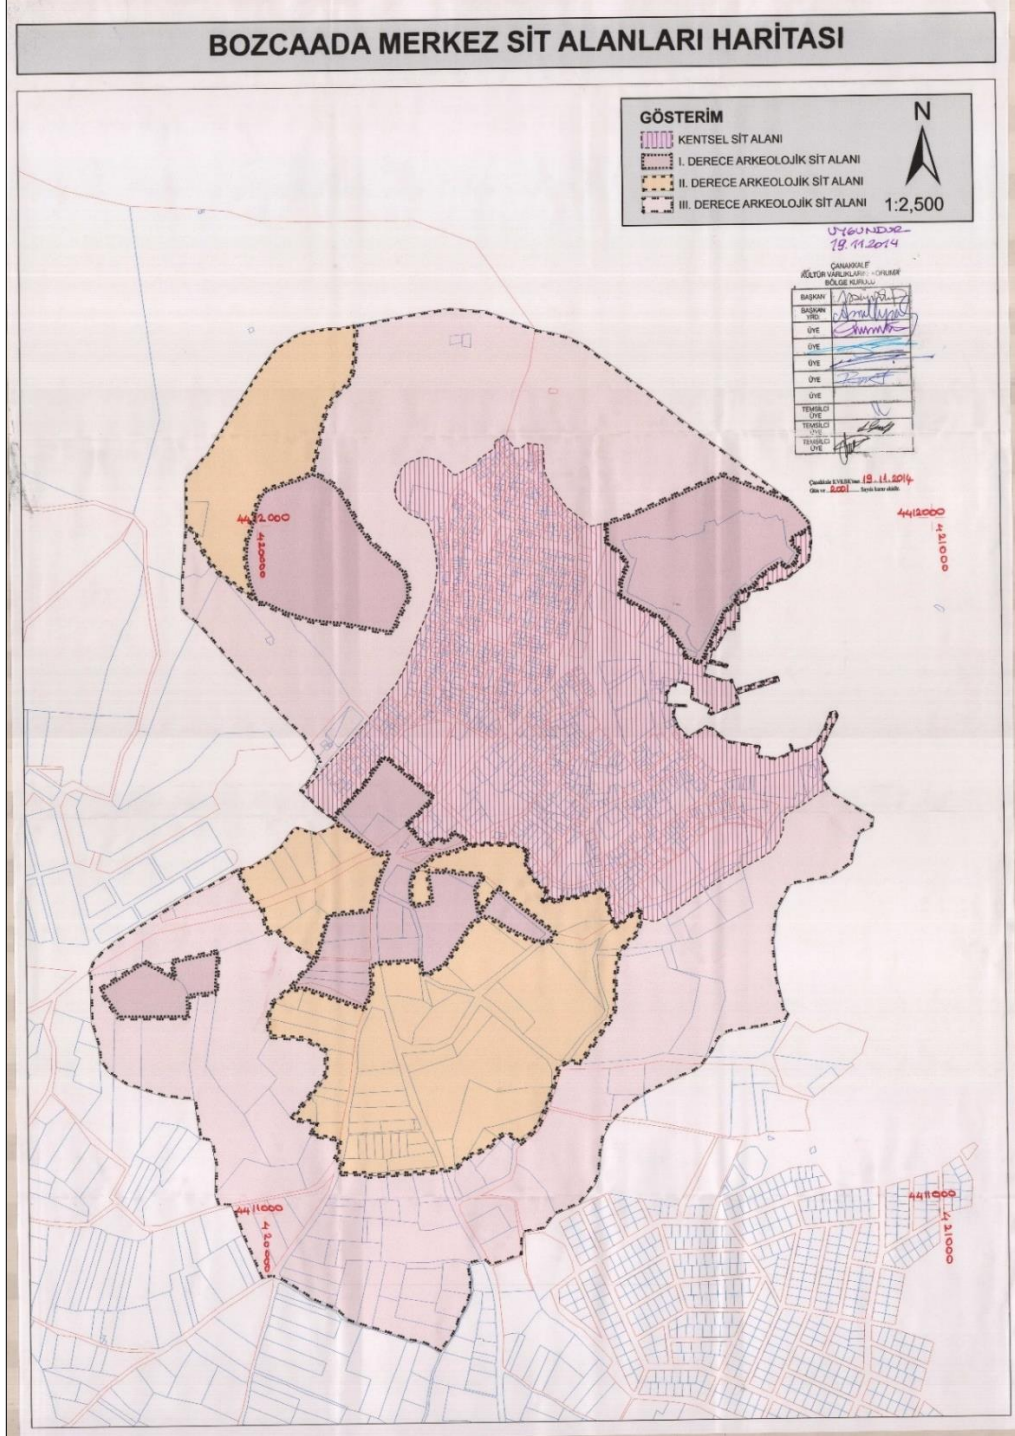 BOZCAADA MERKEZ SİT ALANLARI HARİTASI
GÖSTERİM
N
KENTSEL SİT ALANI
I. DERECE ARKEOLOJİK SİT ALANI
II. DERECE ARKEOLOJİK SİT ALANI
III. DERECE ARKEOLOJİK SİT ALANI
1:2,500
UYGUNDUR
19.11.2014
ÇANAKKALE
KÜLTÜR VARLIKLARINI KORUMA
BÖLGE KURULU
BAŞKAN
BAŞKAN
YRD.
ÜYE
ÜYE
ÜYE
ÜYE
ÜYE
TEMSİLCİ
ÜYE
TEMSİLCİ
ÜYE
TEMSİLCİ
ÜYE
19.11.2014
2001
4412000
420000
4412000
421000
4411000
420000
4411000
421000